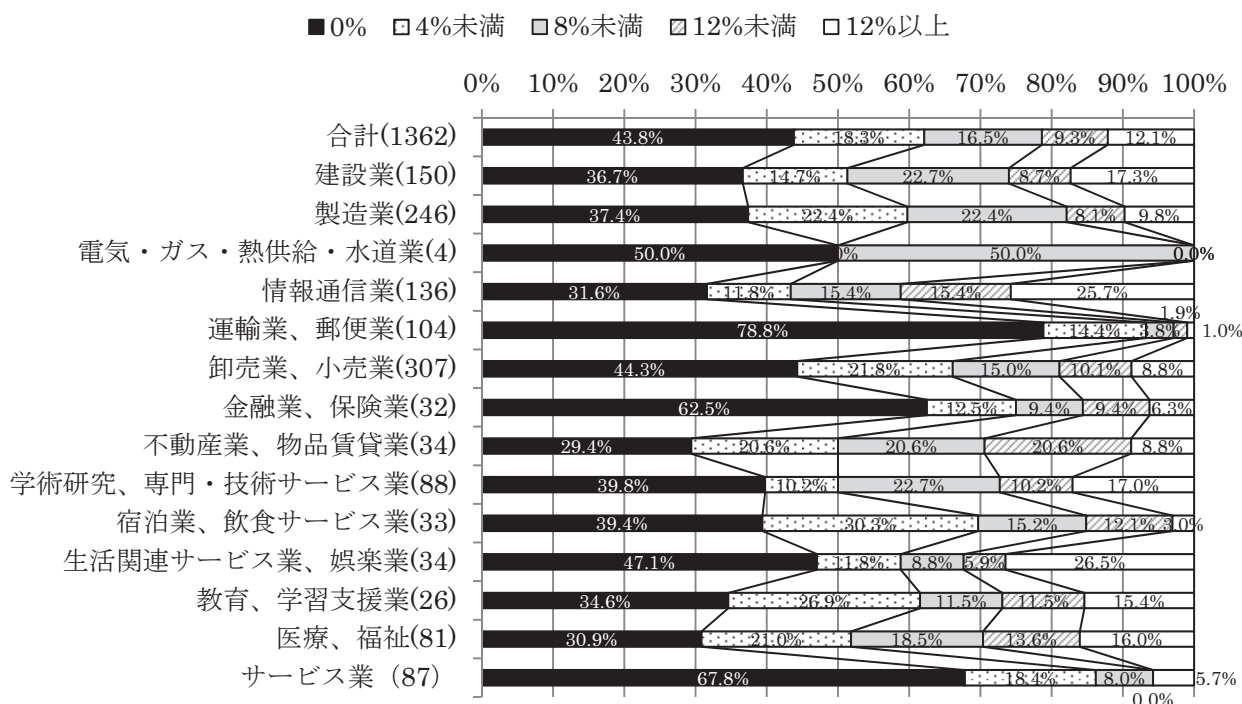 0% 4%未満 8%未満 12%未満 12%以上
0% 10% 20% 30% 40% 50% 60% 70% 80% 90% 100%
合計(1362) 43.8% 18.3% 16.5% 9.3% 12.1%
建設業(150) 36.7% 14.7% 22.7% 8.7% 17.3%
製造業(246) 37.4% 22.4% 22.4% 8.1% 9.8%
電気・ガス・熱供給・水道業(4) 50.0% 50.0% 0.0%
情報通信業(136) 31.6% 11.8% 15.4% 15.4% 25.7%
運輸業、郵便業(104) 78.8% 14.4% 3.8% 1.9% 1.0%
卸売業、小売業(307) 44.3% 21.8% 15.0% 10.1% 8.8%
金融業、保険業(32) 62.5% 12.5% 9.4% 9.4% 6.3%
不動産業、物品賃貸業(34) 29.4% 20.6% 20.6% 20.6% 8.8%
学術研究、専門・技術サービス業(88) 39.8% 10.2% 22.7% 10.2% 17.0%
宿泊業、飲食サービス業(33) 39.4% 30.3% 15.2% 12.1% 3.0%
生活関連サービス業、娯楽業(34) 47.1% 11.8% 8.8% 5.9% 26.5%
教育、学習支援業(26) 34.6% 26.9% 11.5% 11.5% 15.4%
医療、福祉(81) 30.9% 21.0% 18.5% 13.6% 16.0%
サービス業（87） 67.8% 18.4% 8.0% 0.0% 5.7%